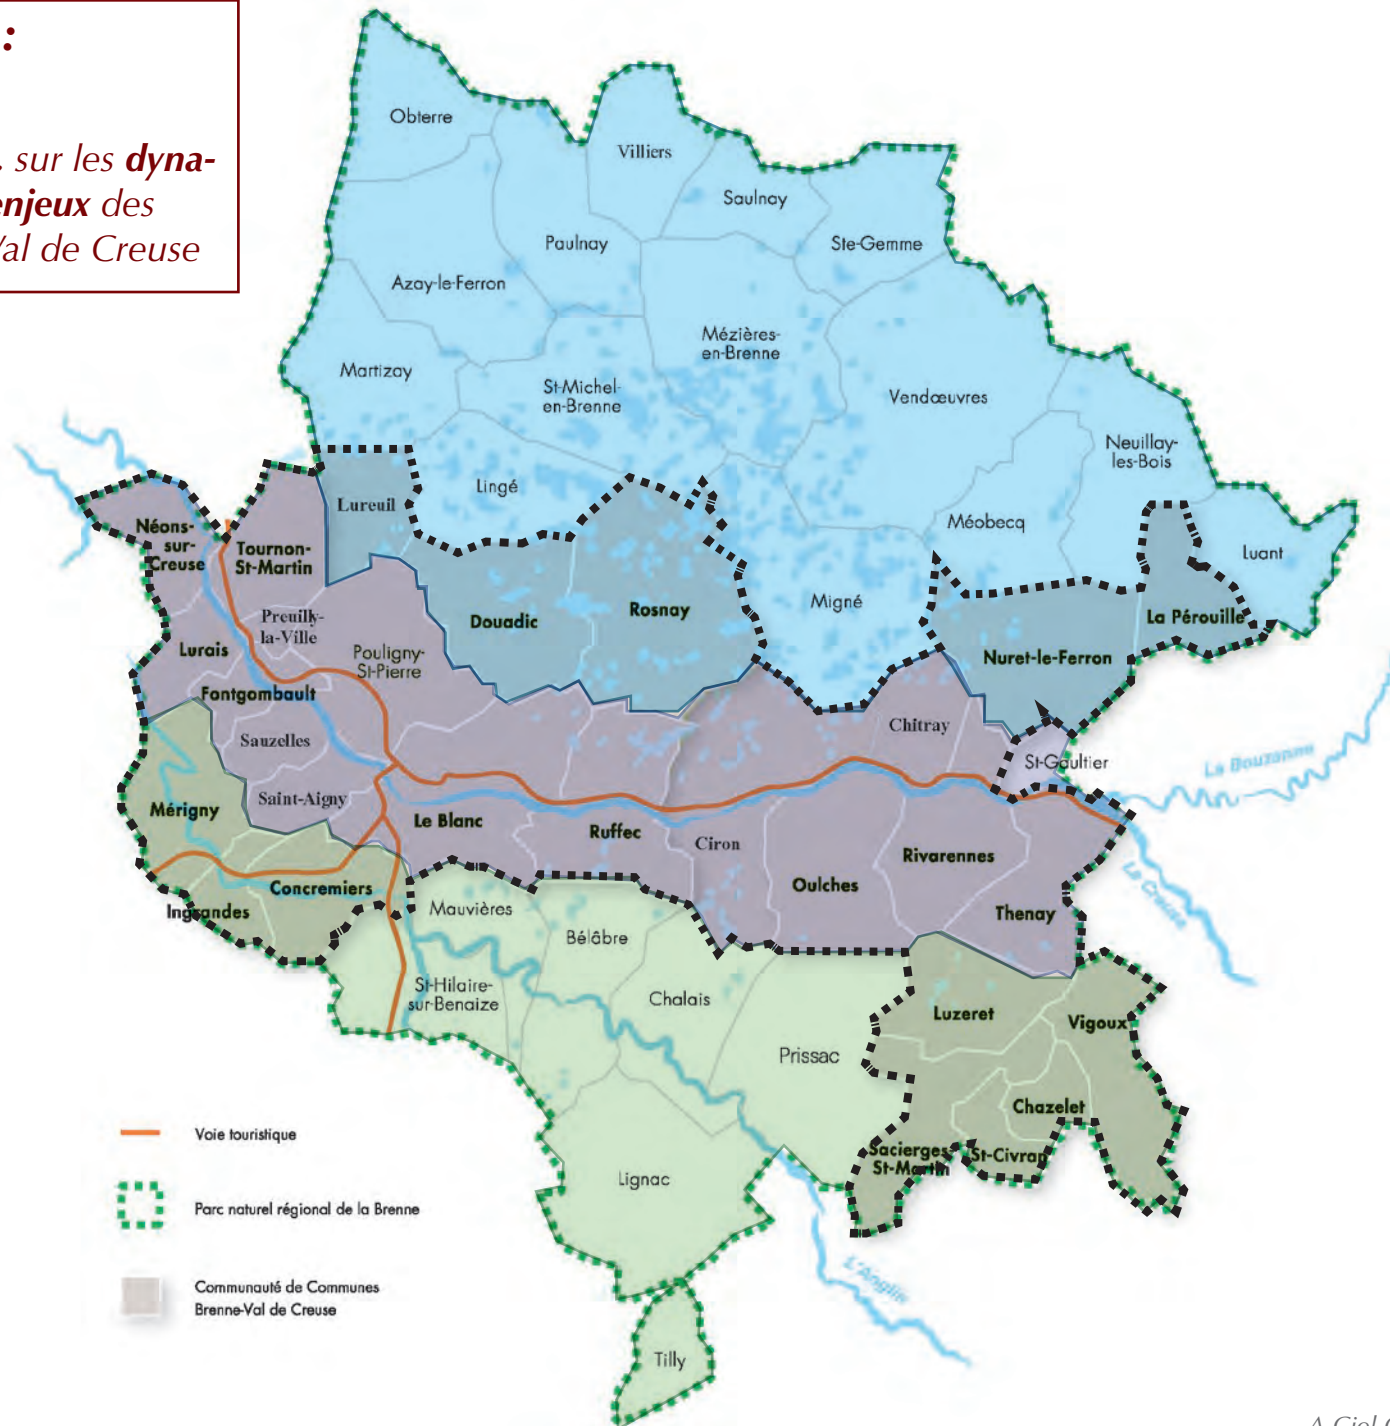 :
. sur les dyna-
enjeux des
Val de Creuse
Obterre
Villiers
Saulnay
Paulnay
Ste-Gemme
Azay-le-Ferron
Mézières-
en-Brenne
Martizay
St-Michel-
en-Brenne
Vendœuvres
Neuillay-
les-Bois
Lingé
Lureuil
Méobecq
Luant
Néons-
sur-
Creuse
Tournon-
St-Martin
Migné
Rosnay
Douadic
La Pérouille
Preuilly-
la-Ville
Lurais
Pouligny-
St-Pierre
Nuret-le-Ferron
Fontgombault
Chitray
Sauzelles
St-Gaultier
La Bouzanne
Saint-Aigny
Mérigny
Le Blanc
Ruffec
Ciron
Rivarennes
Oulches
La Creuse
Concremiers
Ingrandes
Thenay
Mauvières
Bélâbre
St-Hilaire-
sur-Benaize
Chalais
Luzeret
Vigoux
Prissac
Chazelet
Sacierges-
St-Martin
St-Civran
Lignac
L'Anglin
Tilly
Voie touristique
Parc naturel régional de la Brenne
Communauté de Communes
Brenne-Val de Creuse